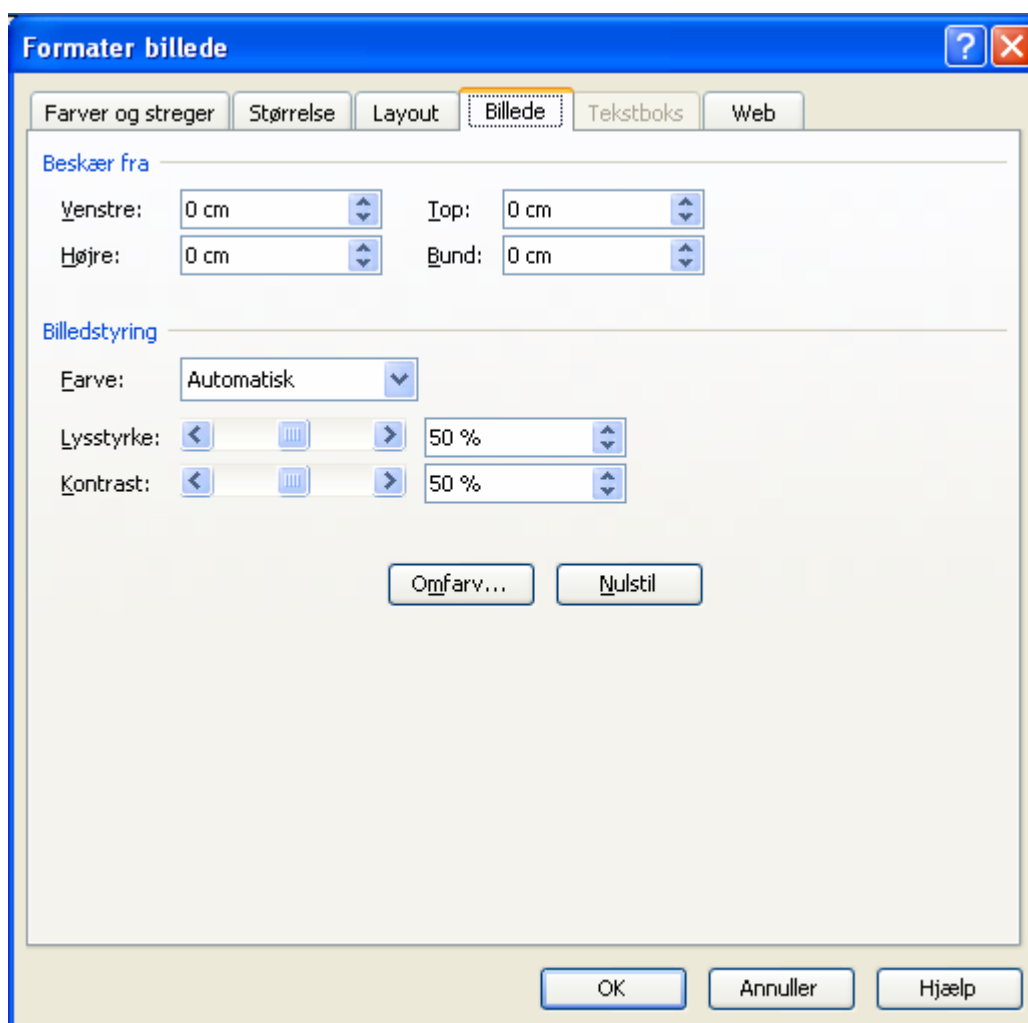 Formater billede
Farver og streger Størrelse Layout Billede Tekstboks Web
Beskær fra
Venstre: 0 cm Top: 0 cm
Højre: 0 cm Bund: 0 cm
Billedstyring
Farve: Automatisk
Lysstyrke: 50 %
Kontrast: 50 %
Omfarv... Nulstil
OK Annuller Hjælp